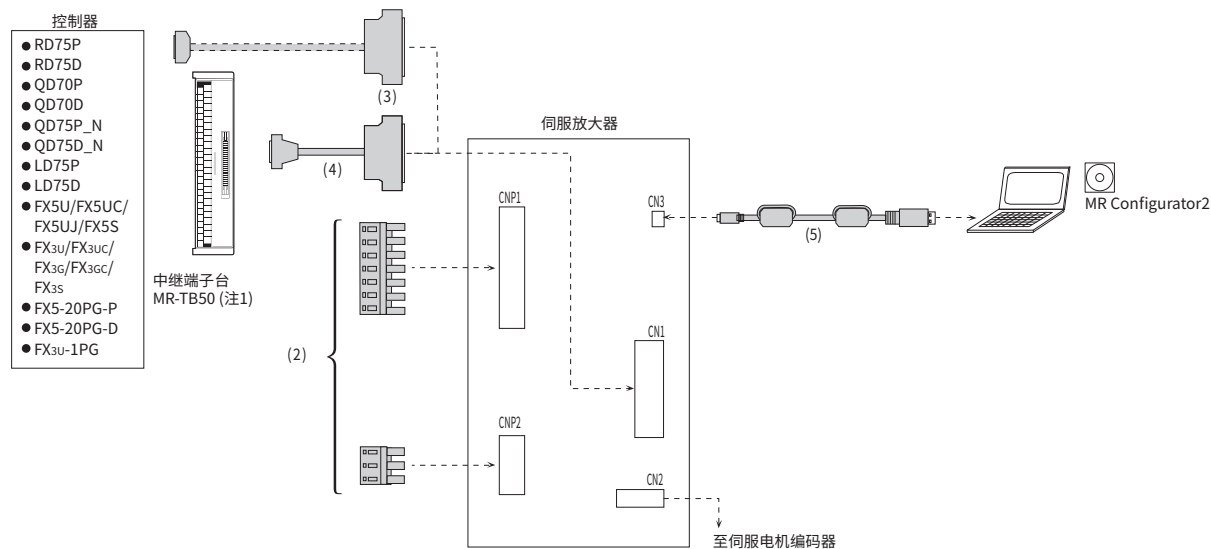 控制器
● RD75P
● RD75D
● QD70P
● QD70D
● QD75P_N
● QD75D_N
● LD75P
● LD75D
● FX5U/FX5UC/
FX5UJ/FX5S
● FX3U/FX3UC/
FX3G/FX3GC/
FX3S
● FX5-20PG-P
● FX5-20PG-D
● FX3U-1PG
中继端子台
MR-TB50 (注1)
(3)
(4)
(2)
伺服放大器
CNP1
CNP2
CN3
CN1
CN2
(5)
MR Configurator2
至伺服电机编码器